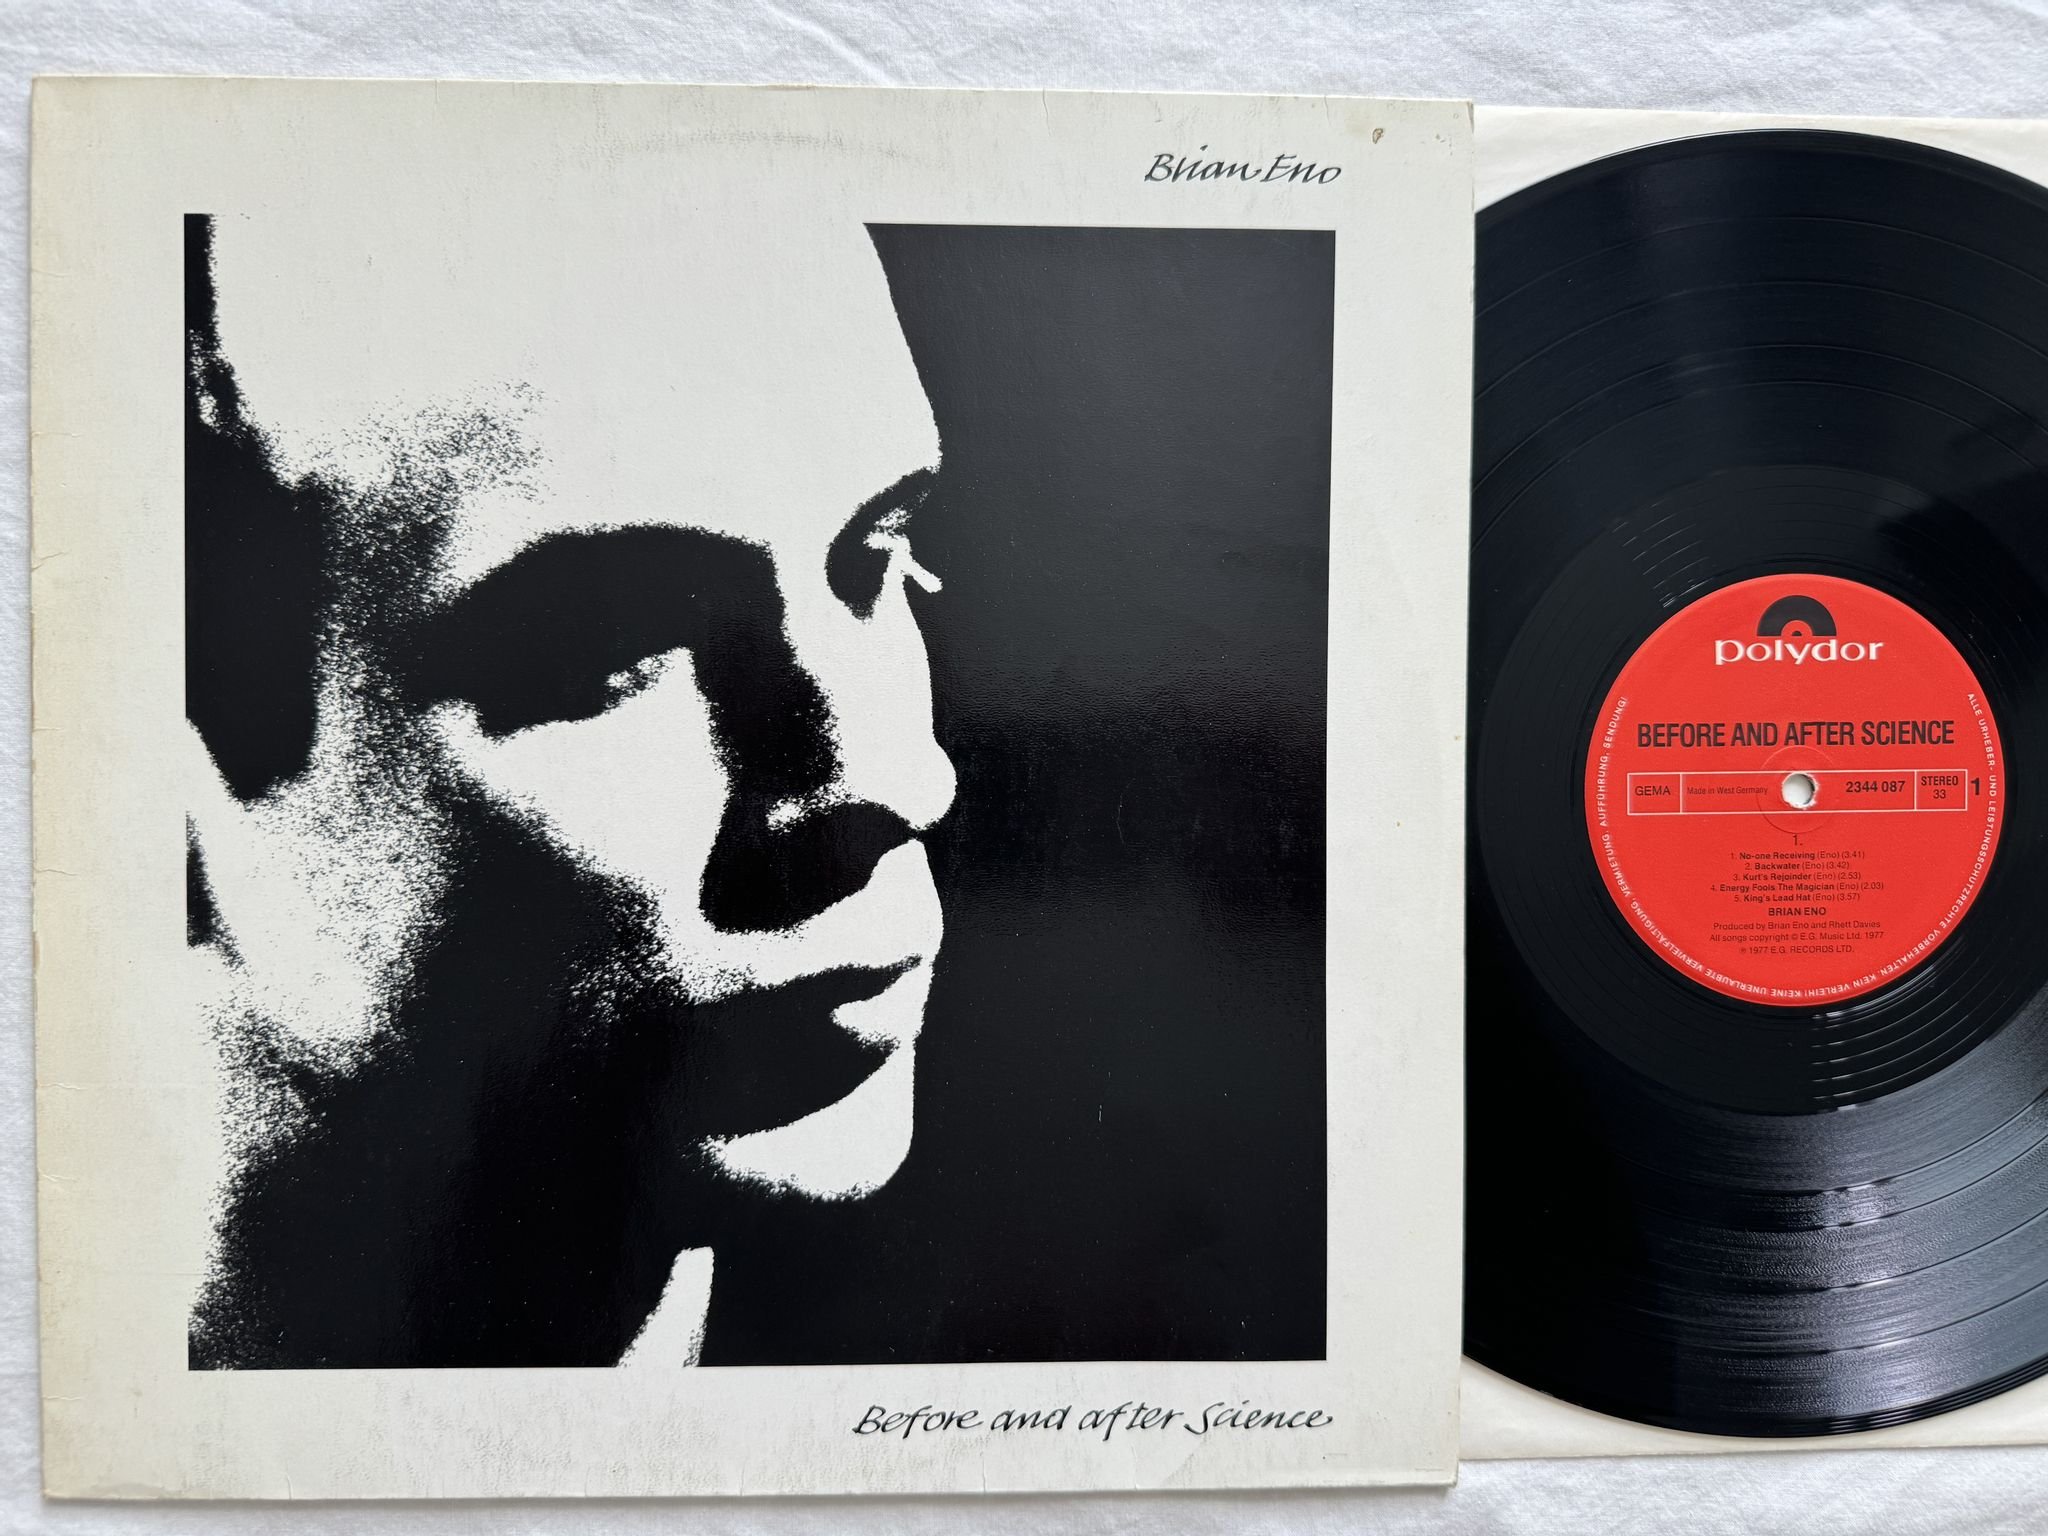 Brian Eno
Before and after Science
polydor
BEFORE AND AFTER SCIENCE
GEMA
Made in West Germany
2344 087
STEREO
33
1
1.
1. No-one Receiving (Eno) (3.41)
2. Backwater (Eno) (3.42)
3. Kurt's Rejoinder (Eno) (2.53)
4. Energy Fools The Magician (Eno) (2.03)
5. King's Lead Hat (Eno) (3.57)
BRIAN ENO
Produced by Brian Eno and Rhett Davies
All songs copyright © E.G. Music Ltd. 1977
℗ 1977 E.G. RECORDS LTD.
ALLE URHEBER- UND LEISTUNGSSCHUTZRECHTE VORBEHALTEN. KEIN VERLEIH! KEINE UNERLAUBTE VERVIELFÄLTIGUNG, VERMIETUNG, AUFFÜHRUNG, SENDUNG!